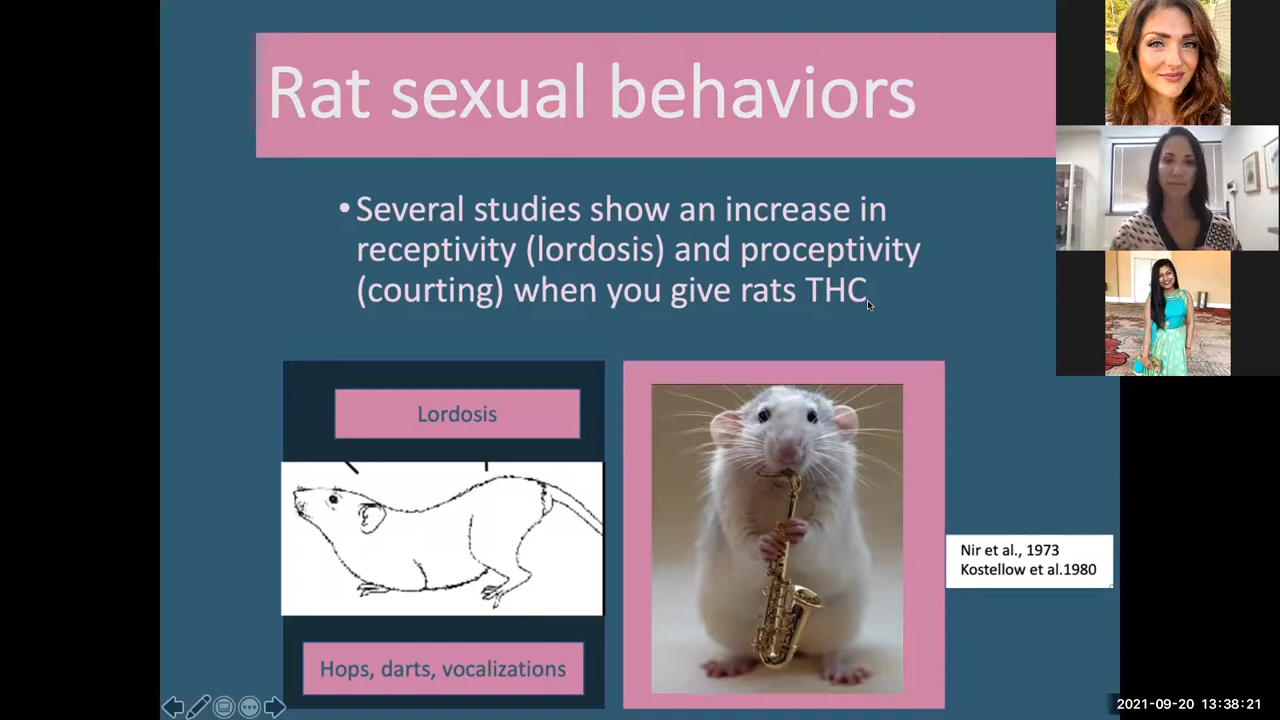 Rat sexual behaviors
• Several studies show an increase in
receptivity (lordosis) and proceptivity
(courting) when you give rats THC
Lordosis
Hops, darts, vocalizations
Nir et al., 1973
Kostellow et al.1980
2021-09-20 13:38:21